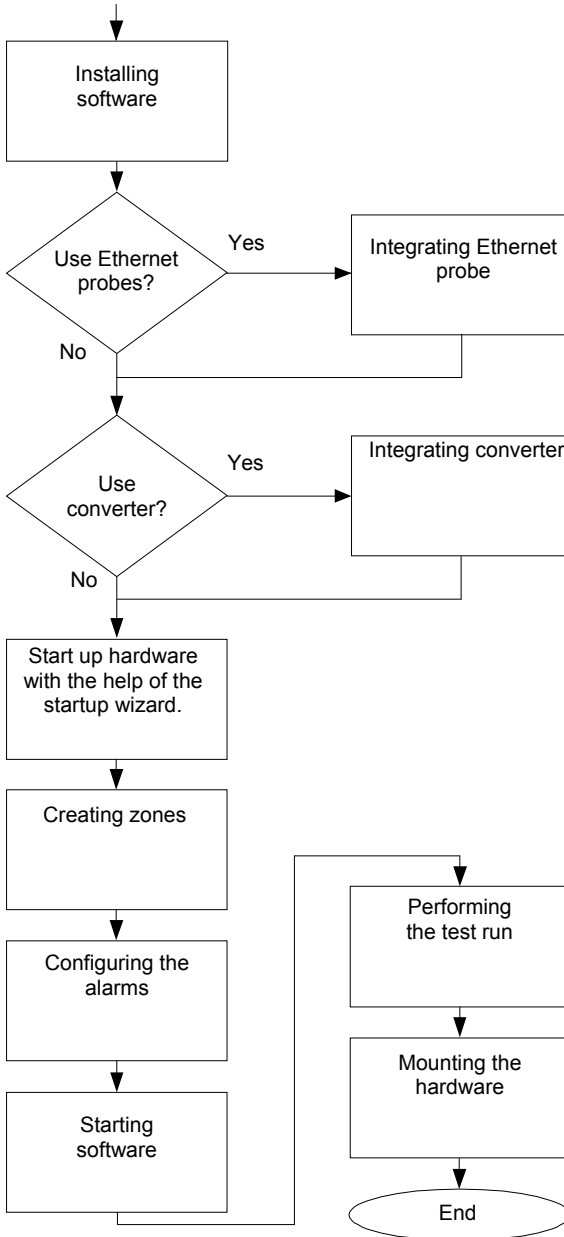 Installing
software
Use Ethernet
probes?
Yes
Integrating Ethernet
probe
No
Use
converter?
Yes
Integrating converter
No
Start up hardware
with the help of the
startup wizard.
Creating zones
Configuring the
alarms
Starting
software
Performing
the test run
Mounting the
hardware
End